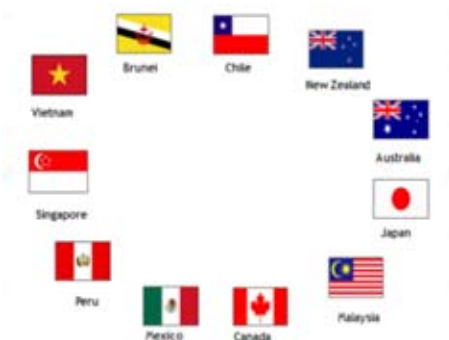 Brunei
Chile
New Zealand
Vietnam
Australia
Singapore
Japan
Peru
Malaysia
Mexico
Canada